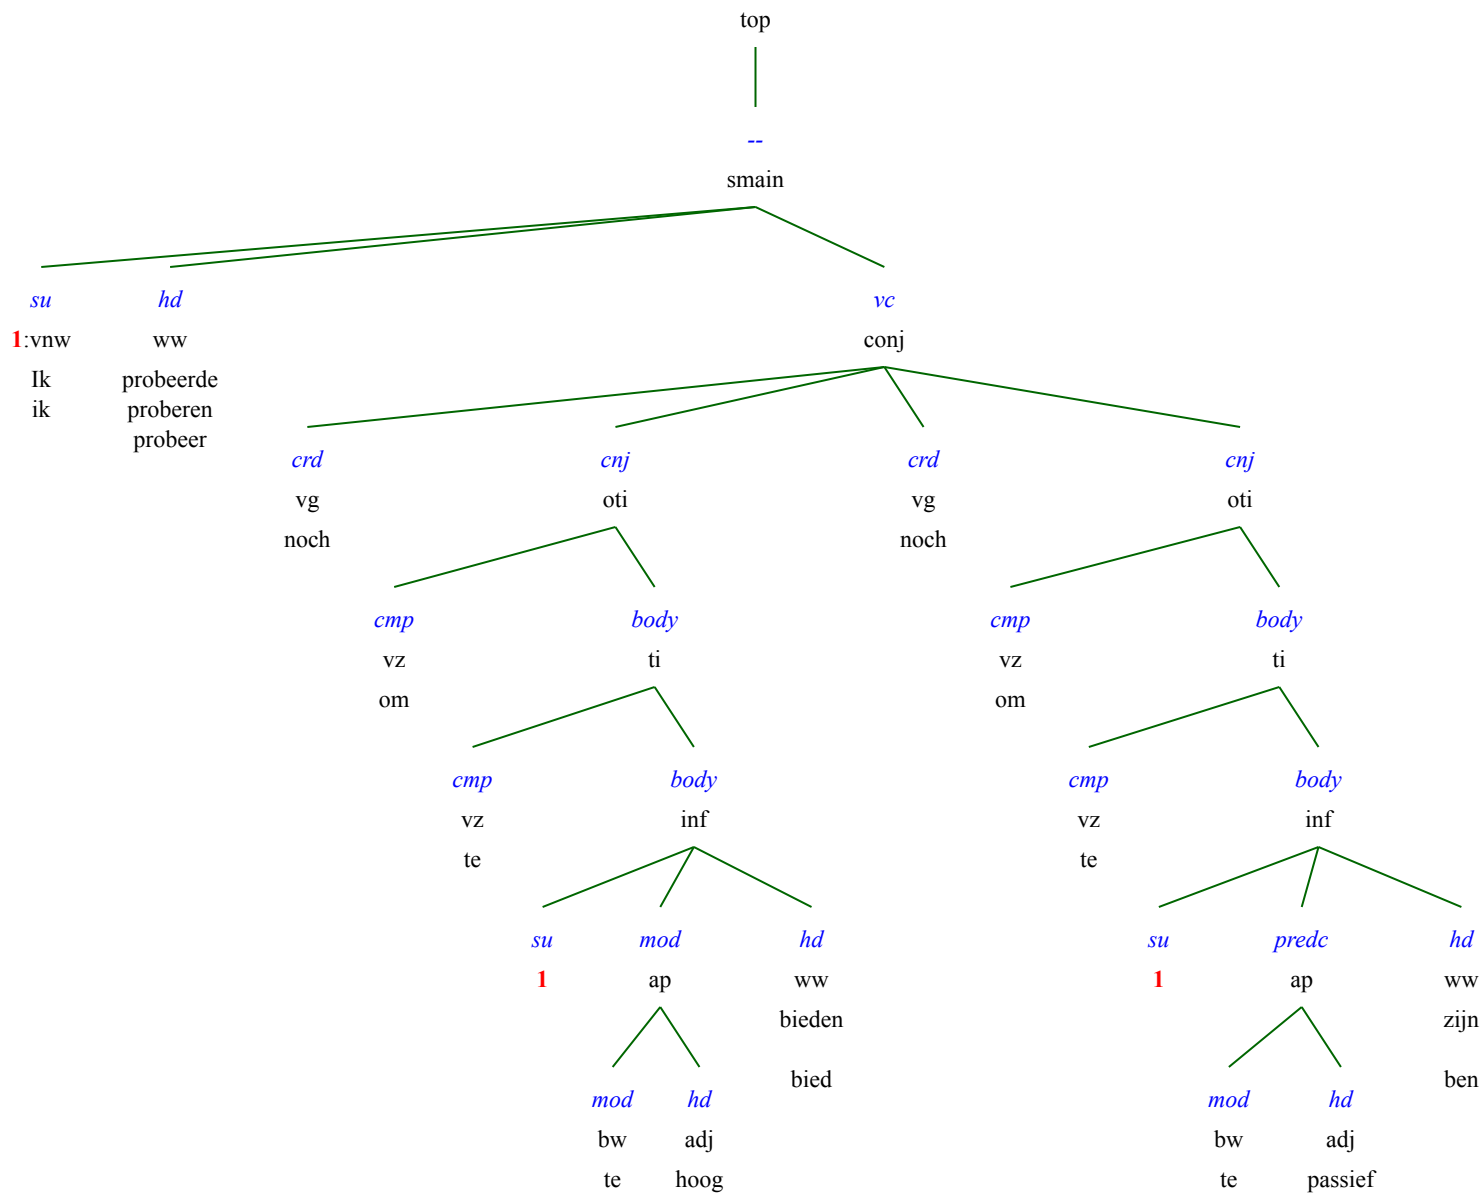 top
--
smain
su hd vc
1:vnw ww conj
Ik probeerde
ik proberen
probeer
crd cnj crd cnj
vg oti vg oti
noch noch
cmp body cmp body
vz ti vz ti
om om
cmp body cmp body
vz inf vz inf
te te
su mod hd su predc hd
1 ap ww 1 ap ww
bieden zijn
bied ben
mod hd mod hd
bw adj bw adj
te hoog te passief